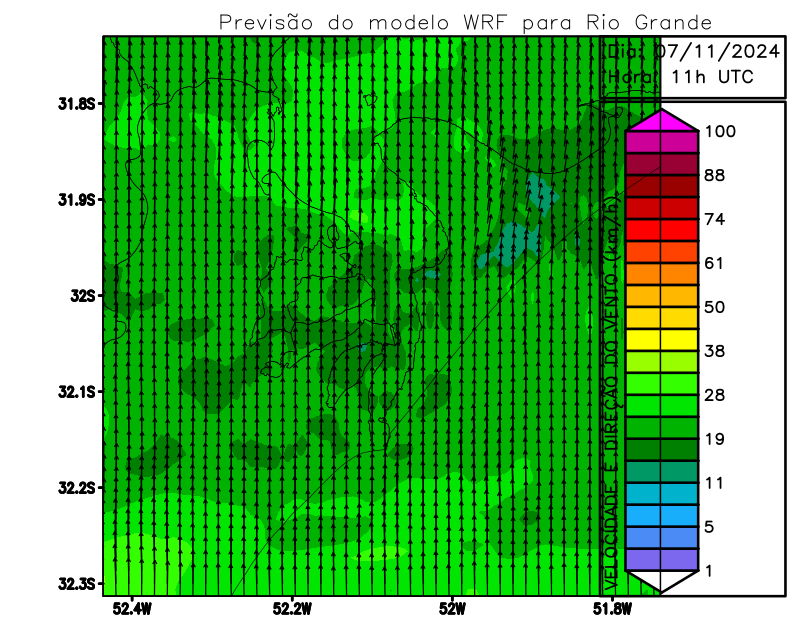 Previsão do modelo WRF para Rio Grande
Dia: 07/11/2024
Hora: 11h UTC
31.8S
31.9S
32S
32.1S
32.2S
32.3S
52.4W
52.2W
52W
51.8W
VELOCIDADE E DIREÇÃO DO VENTO (km/h)
100
88
74
61
50
38
28
19
11
5
1